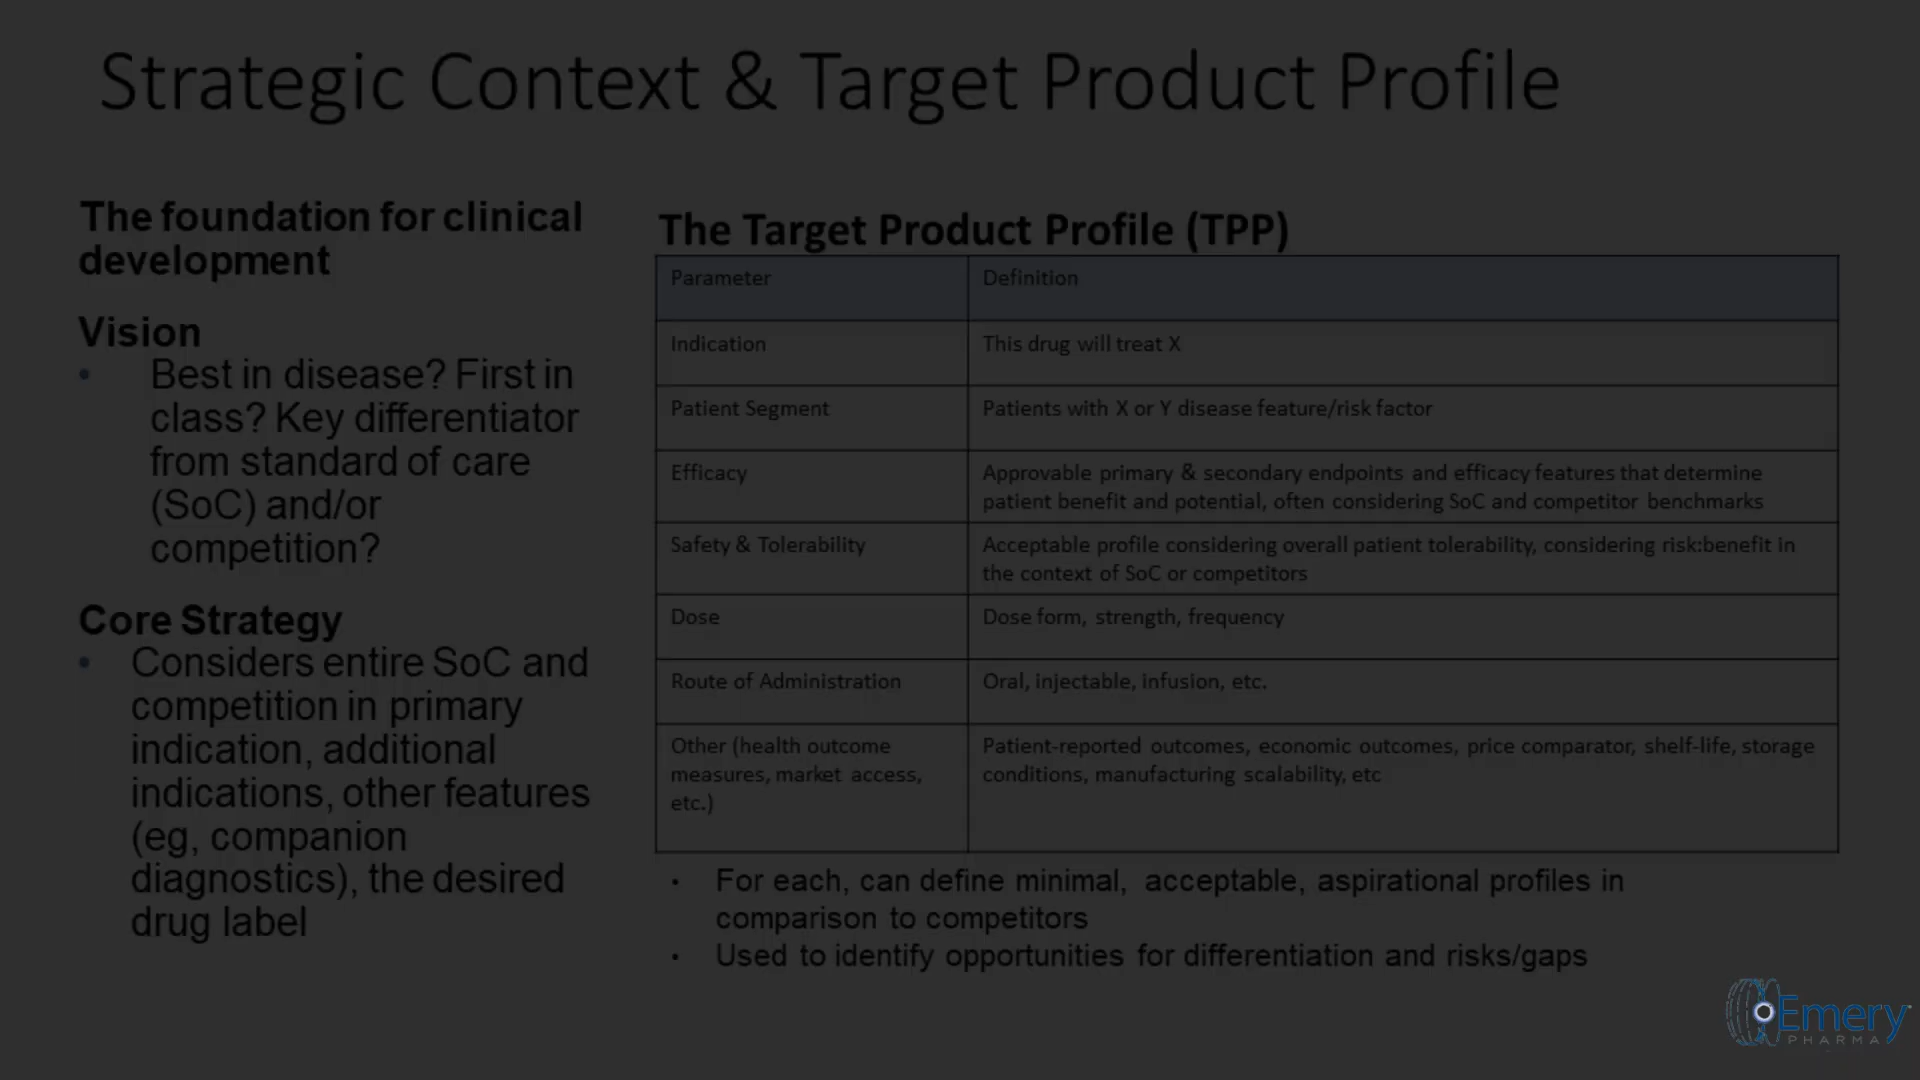 Strategic Context & Target Product Profile
The foundation for clinical
development
Vision
• Best in disease? First in
class? Key differentiator
from standard of care
(SoC) and/or
competition?
Core Strategy
• Considers entire SoC and
competition in primary
indication, additional
indications, other features
(eg, companion
diagnostics), the desired
drug label
The Target Product Profile (TPP)
Parameter Definition
Indication This drug will treat X
Patient Segment Patients with X or Y disease feature/risk factor
Efficacy Approvable primary & secondary endpoints and efficacy features that determine
patient benefit and potential, often considering SoC and competitor benchmarks
Safety & Tolerability Acceptable profile considering overall patient tolerability, considering risk:benefit in
the context of SoC or competitors
Dose Dose form, strength, frequency
Route of Administration Oral, injectable, infusion, etc.
Other (health outcome
measures, market access,
etc.)
Patient-reported outcomes, economic outcomes, price comparator, shelf-life, storage
conditions, manufacturing scalability, etc
• For each, can define minimal, acceptable, aspirational profiles in
comparison to competitors
• Used to identify opportunities for differentiation and risks/gaps
Emery
PHARMA